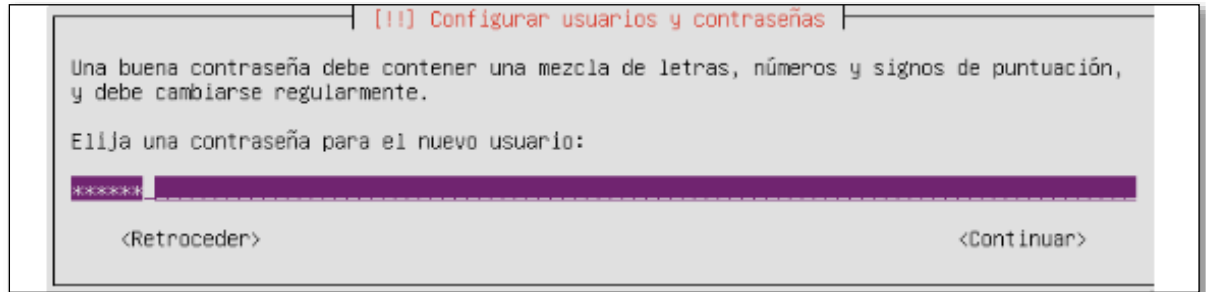 [!!] Configurar usuarios y contraseñas
Una buena contraseña debe contener una mezcla de letras, números y signos de puntuación,
y debe cambiarse regularmente.
Elija una contraseña para el nuevo usuario:
******
<Retroceder> <Continuar>